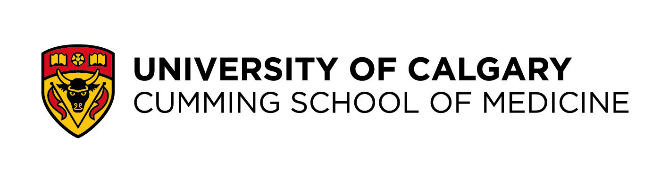 UNIVERSITY OF CALGARY
CUMMING SCHOOL OF MEDICINE